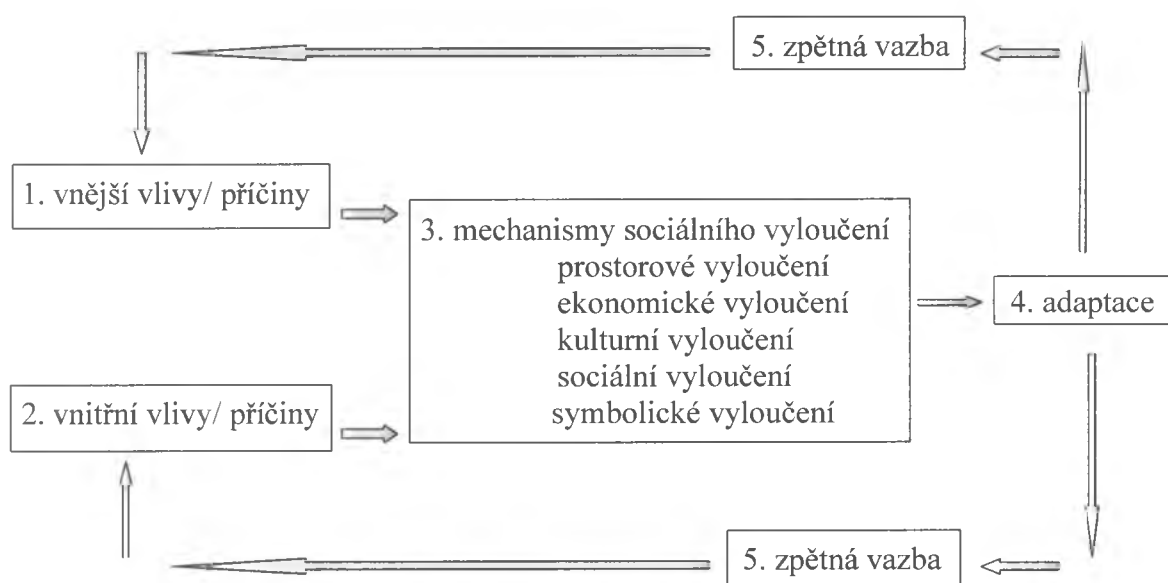 5. zpětná vazba
1. vnější vlivy/ příčiny
3. mechanismy sociálního vyloučení
prostorové vyloučení
ekonomické vyloučení
kulturní vyloučení
sociální vyloučení
symbolické vyloučení
4. adaptace
2. vnitřní vlivy/ příčiny
5. zpětná vazba